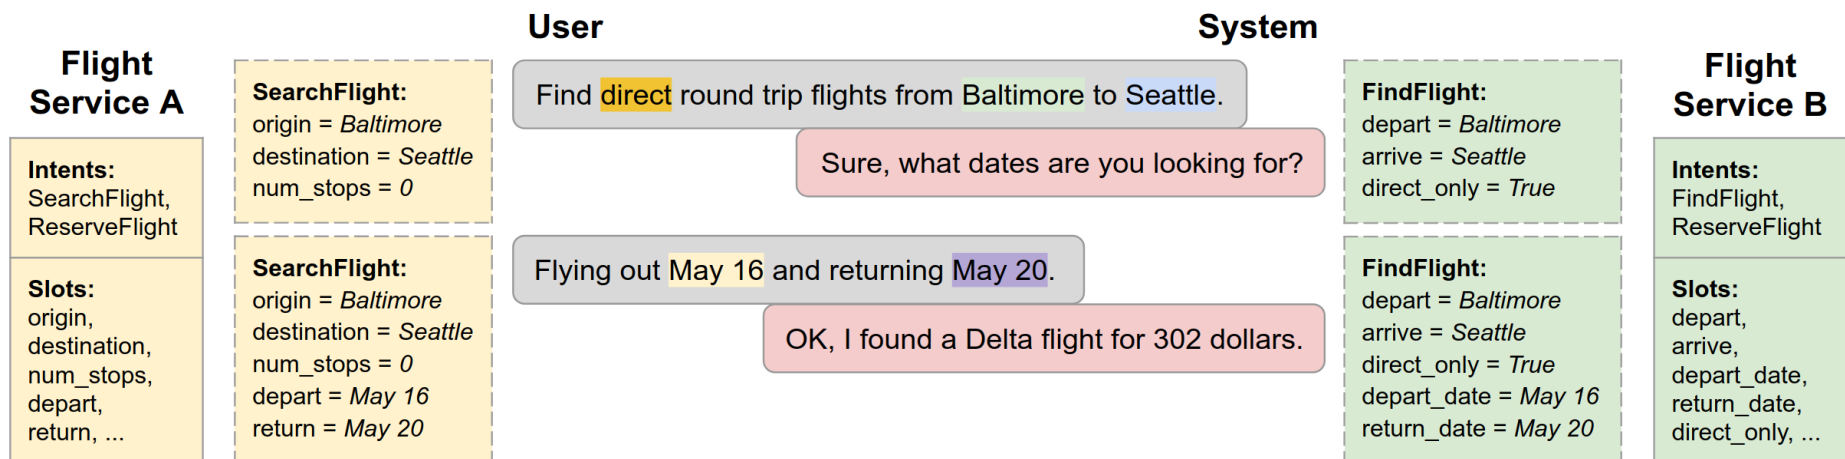 User
System
Flight
Service A
Intents:
SearchFlight,
ReserveFlight
Slots:
origin,
destination,
num_stops,
depart,
return, ...
SearchFlight:
origin = Baltimore
destination = Seattle
num_stops = 0
SearchFlight:
origin = Baltimore
destination = Seattle
num_stops = 0
depart = May 16
return = May 20
Find direct round trip flights from Baltimore to Seattle.
Sure, what dates are you looking for?
Flying out May 16 and returning May 20.
OK, I found a Delta flight for 302 dollars.
FindFlight:
depart = Baltimore
arrive = Seattle
direct_only = True
FindFlight:
depart = Baltimore
arrive = Seattle
direct_only = True
depart_date = May 16
return_date = May 20
Flight
Service B
Intents:
FindFlight,
ReserveFlight
Slots:
depart,
arrive,
depart_date,
return_date,
direct_only, ...